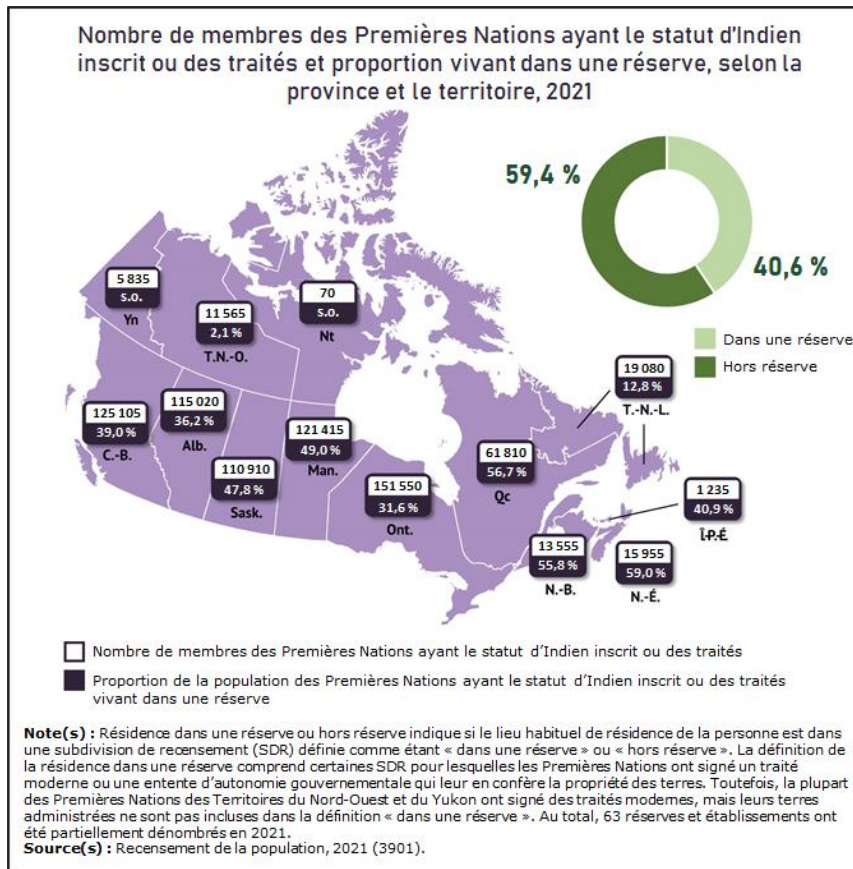 Nombre de membres des Premières Nations ayant le statut d'Indien
inscrit ou des traités et proportion vivant dans une réserve, selon la
province et le territoire, 2021
59,4 %
40,6 %
Dans une réserve
Hors réserve
5 835
s.o.
Yn
11 565
2,1 %
T.N.-O.
70
s.o.
Nt
125 105
39,0 %
C.-B.
115 020
36,2 %
Alb.
110 910
47,8 %
Sask.
121 415
49,0 %
Man.
151 550
31,6 %
Ont.
61 810
56,7 %
Qc
19 080
12,8 %
T.-N.-L.
1 235
40,9 %
Î.-P.-É.
13 555
55,8 %
N.-B.
15 955
59,0 %
N.-É.
Nombre de membres des Premières Nations ayant le statut d'Indien inscrit ou des traités
Proportion de la population des Premières Nations ayant le statut d'Indien inscrit ou des traités
vivant dans une réserve
Note(s) : Résidence dans une réserve ou hors réserve indique si le lieu habituel de résidence de la personne est dans
une subdivision de recensement (SDR) définie comme étant « dans une réserve » ou « hors réserve ». La définition de
la résidence dans une réserve comprend certaines SDR pour lesquelles les Premières Nations ont signé un traité
moderne ou une entente d'autonomie gouvernementale qui leur en confère la propriété des terres. Toutefois, la plupart
des Premières Nations des Territoires du Nord-Ouest et du Yukon ont signé des traités modernes, mais leurs terres
administrées ne sont pas incluses dans la définition « dans une réserve ». Au total, 63 réserves et établissements ont
été partiellement dénombrés en 2021.
Source(s) : Recensement de la population, 2021 (3901).